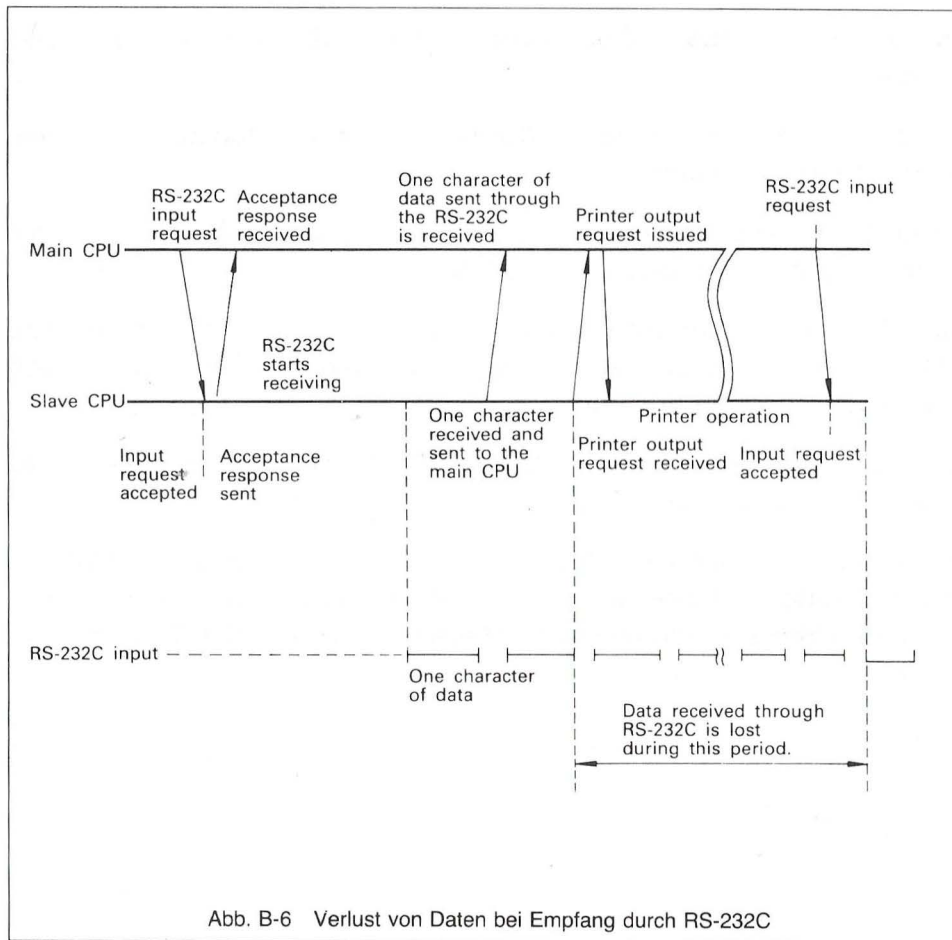 RS-232C
input
request
Acceptance
response
received
One character of
data sent through
the RS-232C
is received
Printer output
request issued
RS-232C input
request
Main CPU
RS-232C
starts
receiving
Slave CPU
Input
request
accepted
Acceptance
response
sent
One character
received and
sent to the
main CPU
Printer operation
Printer output
request received
Input request
accepted
RS-232C input
One character
of data
Data received through
RS-232C is lost
during this period.
Abb. B-6 Verlust von Daten bei Empfang durch RS-232C